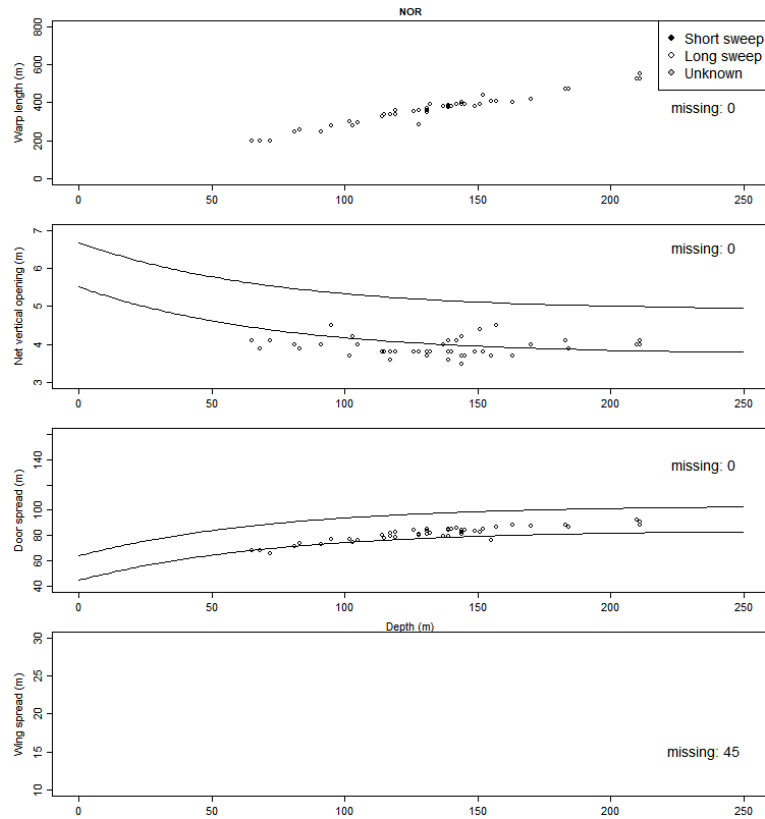 NOR
Warp length (m)
0 200 400 600 800
Short sweep
Long sweep
Unknown
missing: 0
0 50 100 150 200 250
Net vertical opening (m)
3 4 5 6 7
missing: 0
0 50 100 150 200 250
Door spread (m)
40 60 80 100 140
missing: 0
0 50 100 150 200 250
Depth (m)
Wing spread (m)
10 15 20 25 30
missing: 45
0 50 100 150 200 250